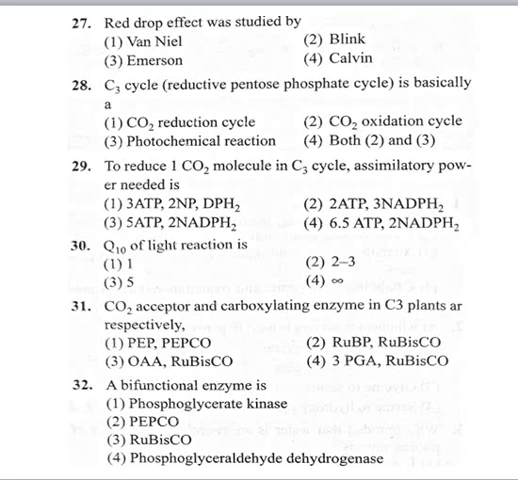 27. Red drop effect was studied by
(1) Van Niel (2) Blink
(3) Emerson (4) Calvin
28. C₃ cycle (reductive pentose phosphate cycle) is basically
a
(1) CO₂ reduction cycle (2) CO₂ oxidation cycle
(3) Photochemical reaction (4) Both (2) and (3)
29. To reduce 1 CO₂ molecule in C₃ cycle, assimilatory pow-
er needed is
(1) 3ATP, 2NP, DPH₂ (2) 2ATP, 3NADPH₂
(3) 5ATP, 2NADPH₂ (4) 6.5 ATP, 2NADPH₂
30. Q₁₀ of light reaction is
(1) 1 (2) 2–3
(3) 5 (4) ∞
31. CO₂ acceptor and carboxylating enzyme in C3 plants ar
respectively,
(1) PEP, PEPCO (2) RuBP, RuBisCO
(3) OAA, RuBisCO (4) 3 PGA, RuBisCO
32. A bifunctional enzyme is
(1) Phosphoglycerate kinase
(2) PEPCO
(3) RuBisCO
(4) Phosphoglyceraldehyde dehydrogenase